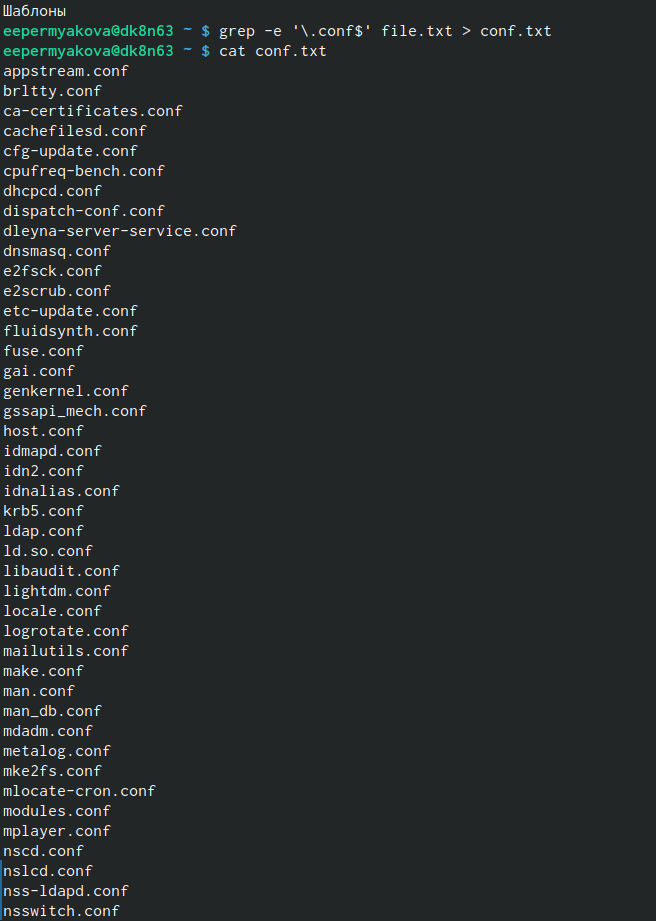 Шаблоны
eepermyakova@dk8n63 ~ $ grep -e '\.conf$' file.txt > conf.txt
eepermyakova@dk8n63 ~ $ cat conf.txt
appstream.conf
brltty.conf
ca-certificates.conf
cachefilesd.conf
cfg-update.conf
cpufreq-bench.conf
dhcpcd.conf
dispatch-conf.conf
dleyna-server-service.conf
dnsmasq.conf
e2fsck.conf
e2scrub.conf
etc-update.conf
fluidsynth.conf
fuse.conf
gai.conf
genkernel.conf
gssapi_mech.conf
host.conf
idmapd.conf
idn2.conf
idnalias.conf
krb5.conf
ldap.conf
ld.so.conf
libaudit.conf
lightdm.conf
locale.conf
logrotate.conf
mailutils.conf
make.conf
man.conf
man_db.conf
mdadm.conf
metalog.conf
mke2fs.conf
mlocate-cron.conf
modules.conf
mplayer.conf
nscd.conf
nslcd.conf
nss-ldapd.conf
nsswitch.conf